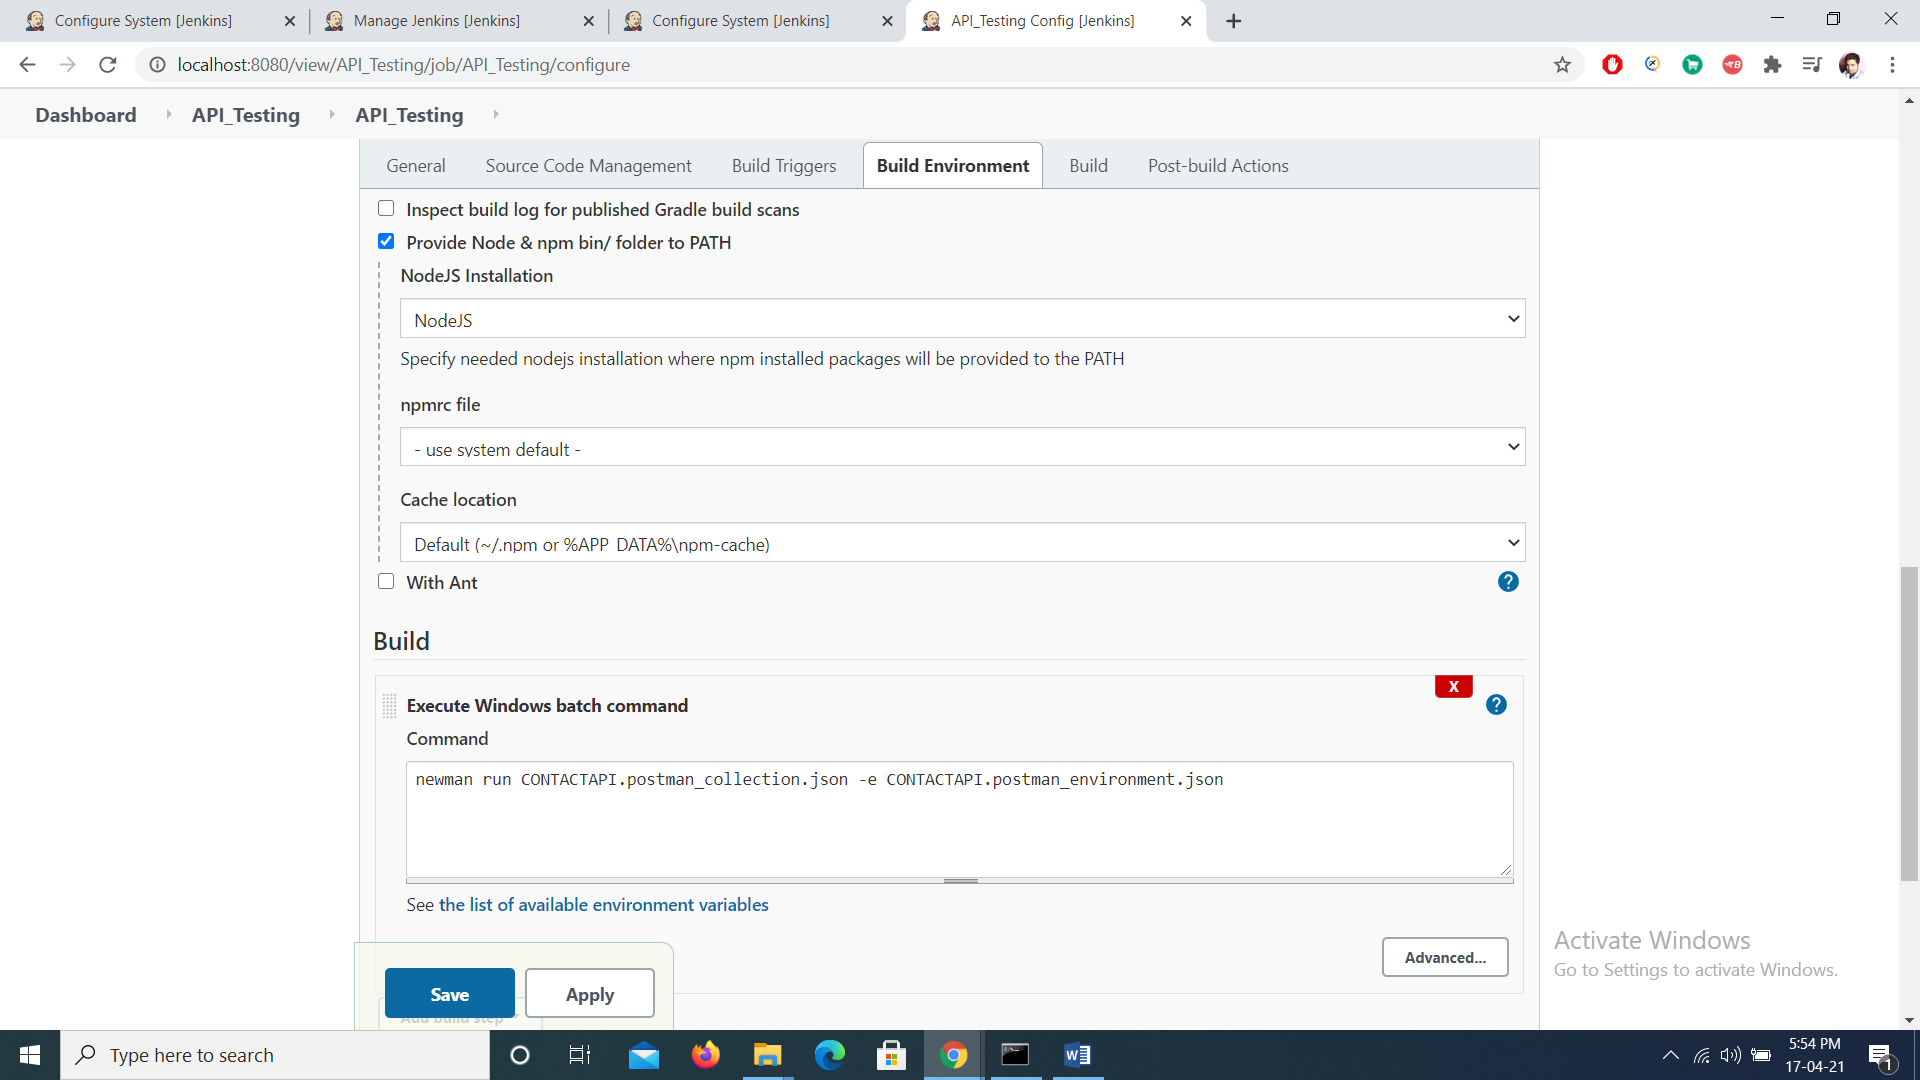 Configure System [Jenkins]
Manage Jenkins [Jenkins]
Configure System [Jenkins]
API_Testing Config [Jenkins]
localhost:8080/view/API_Testing/job/API_Testing/configure
Dashboard
API_Testing
API_Testing
General
Source Code Management
Build Triggers
Build Environment
Build
Post-build Actions
Inspect build log for published Gradle build scans
Provide Node & npm bin/ folder to PATH
NodeJS Installation
NodeJS
Specify needed nodejs installation where npm installed packages will be provided to the PATH
npmrc file
- use system default -
Cache location
Default (~/.npm or %APP_DATA%\npm-cache)
With Ant
?
Build
X
Execute Windows batch command
?
Command
newman run CONTACTAPI.postman_collection.json -e CONTACTAPI.postman_environment.json
See the list of available environment variables
Advanced...
Save
Apply
Add build step
Activate Windows
Go to Settings to activate Windows.
Type here to search
5:54 PM
17-04-21
1